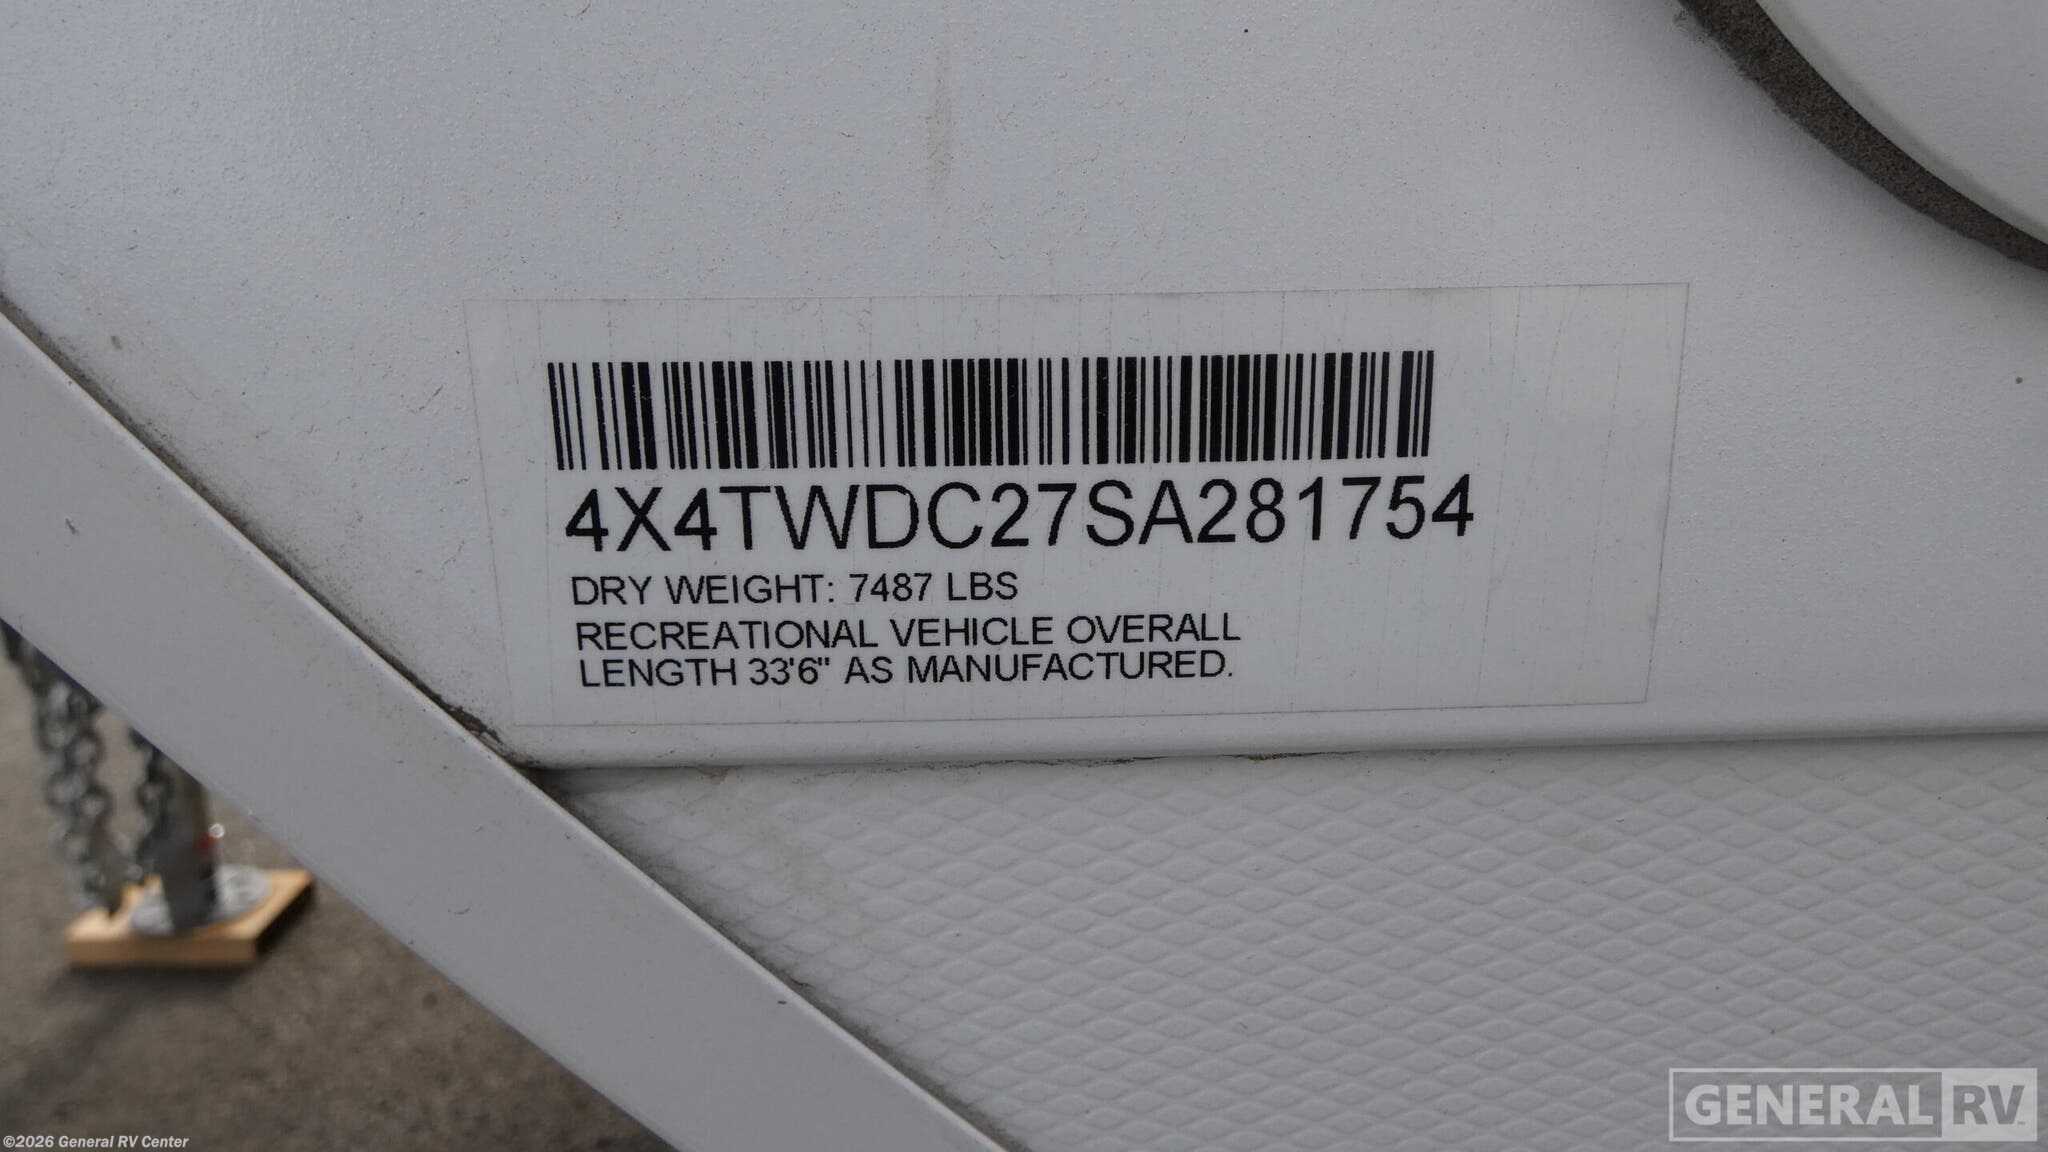 4X4TWDC27SA281754
DRY WEIGHT: 7487 LBS
RECREATIONAL VEHICLE OVERALL
LENGTH 33'6" AS MANUFACTURED.
GENERAL RV
©2026 General RV Center